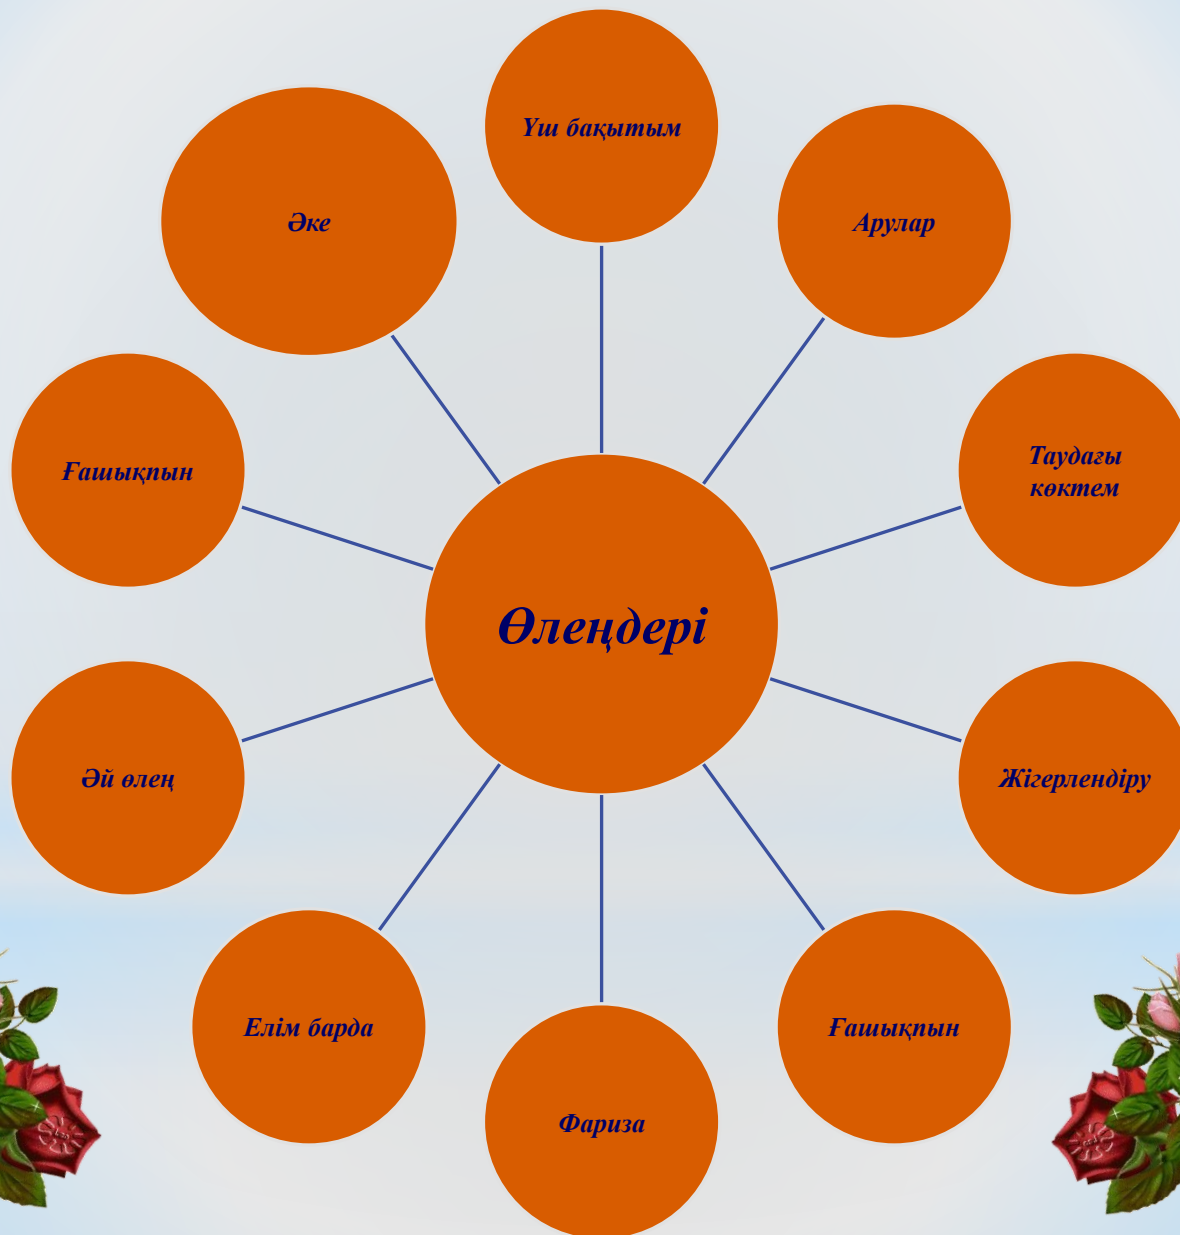 Үш бақытым
Әке
Арулар
Ғашықпын
Таудағы
көктем
Өлеңдері
Әй өлең
Жігерлендіру
Елім барда
Ғашықпын
Фариза